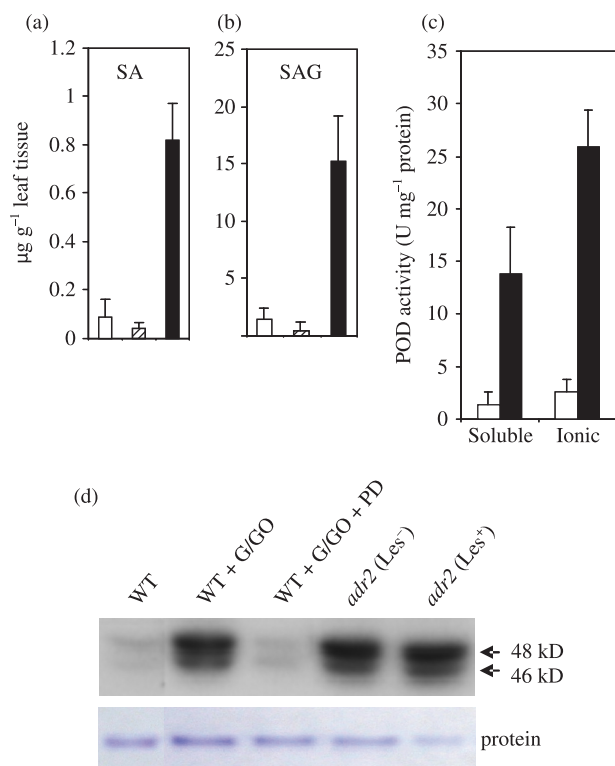 (a)
SA
µg g⁻¹ leaf tissue
1.2
1
0.8
0.6
0.4
0.2
0
(b)
SAG
25
20
15
10
5
(c)
POD activity (U mg⁻¹ protein)
35
30
25
20
15
10
5
0
Soluble Ionic
(d)
WT
WT + G/GO
WT + G/GO + PD
adr2 (Les⁻)
adr2 (Les⁺)
48 kD
46 kD
protein